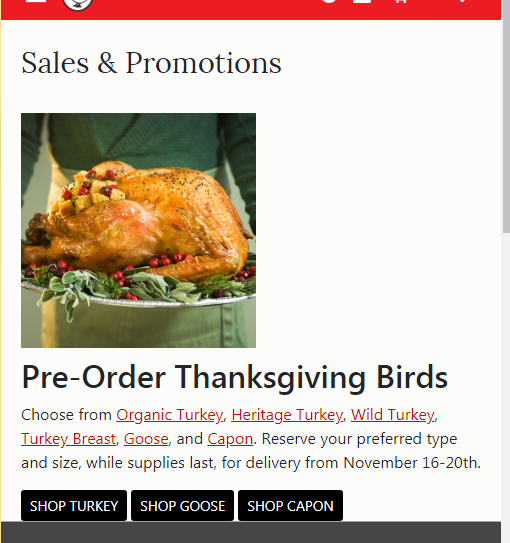 Sales & Promotions
Pre-Order Thanksgiving Birds
Choose from Organic Turkey, Heritage Turkey, Wild Turkey,
Turkey Breast, Goose, and Capon. Reserve your preferred type
and size, while supplies last, for delivery from November 16-20th.
SHOP TURKEY SHOP GOOSE SHOP CAPON